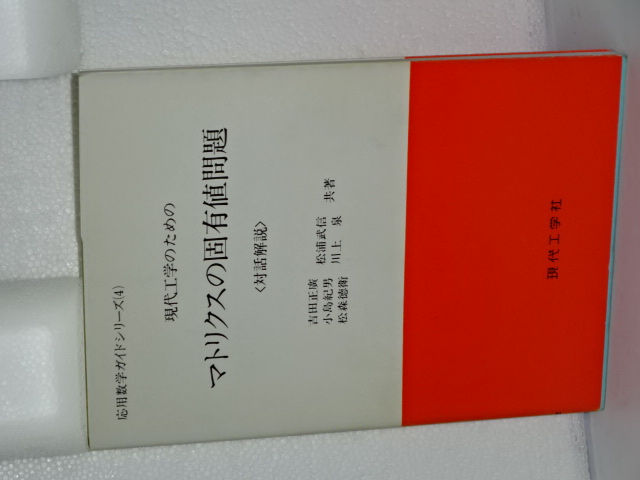 応用数学ガイドシリーズ(4)
現代工学のための
マトリクスの固有値問題
〈対話解説〉
吉田正廣 松浦武信
小島紀男 川上 泉 共著
松森徳衛
現代工学社